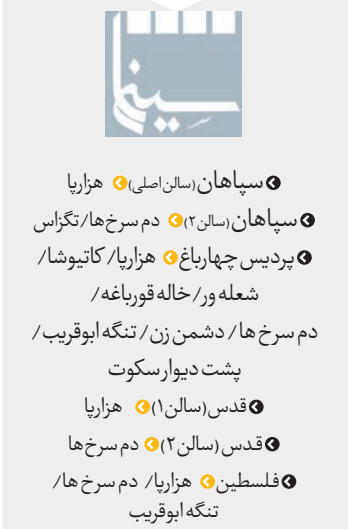 سینما
سپاهان (سالن اصلی) هزارپا
سپاهان (سالن ۲) دم سرخ‌ها/تگزاس
پردیس چهارباغ هزارپا/ کاتیوشا/
شعله ور/ خاله قورباغه/
دم سرخ ها/ دشمن زن/ تنگه ابوقریب/
پشت دیوار سکوت
قدس (سالن ۱) هزارپا
قدس (سالن ۲) دم سرخ‌ها
فلسطین هزارپا/ دم سرخ ها/
تنگه ابوقریب